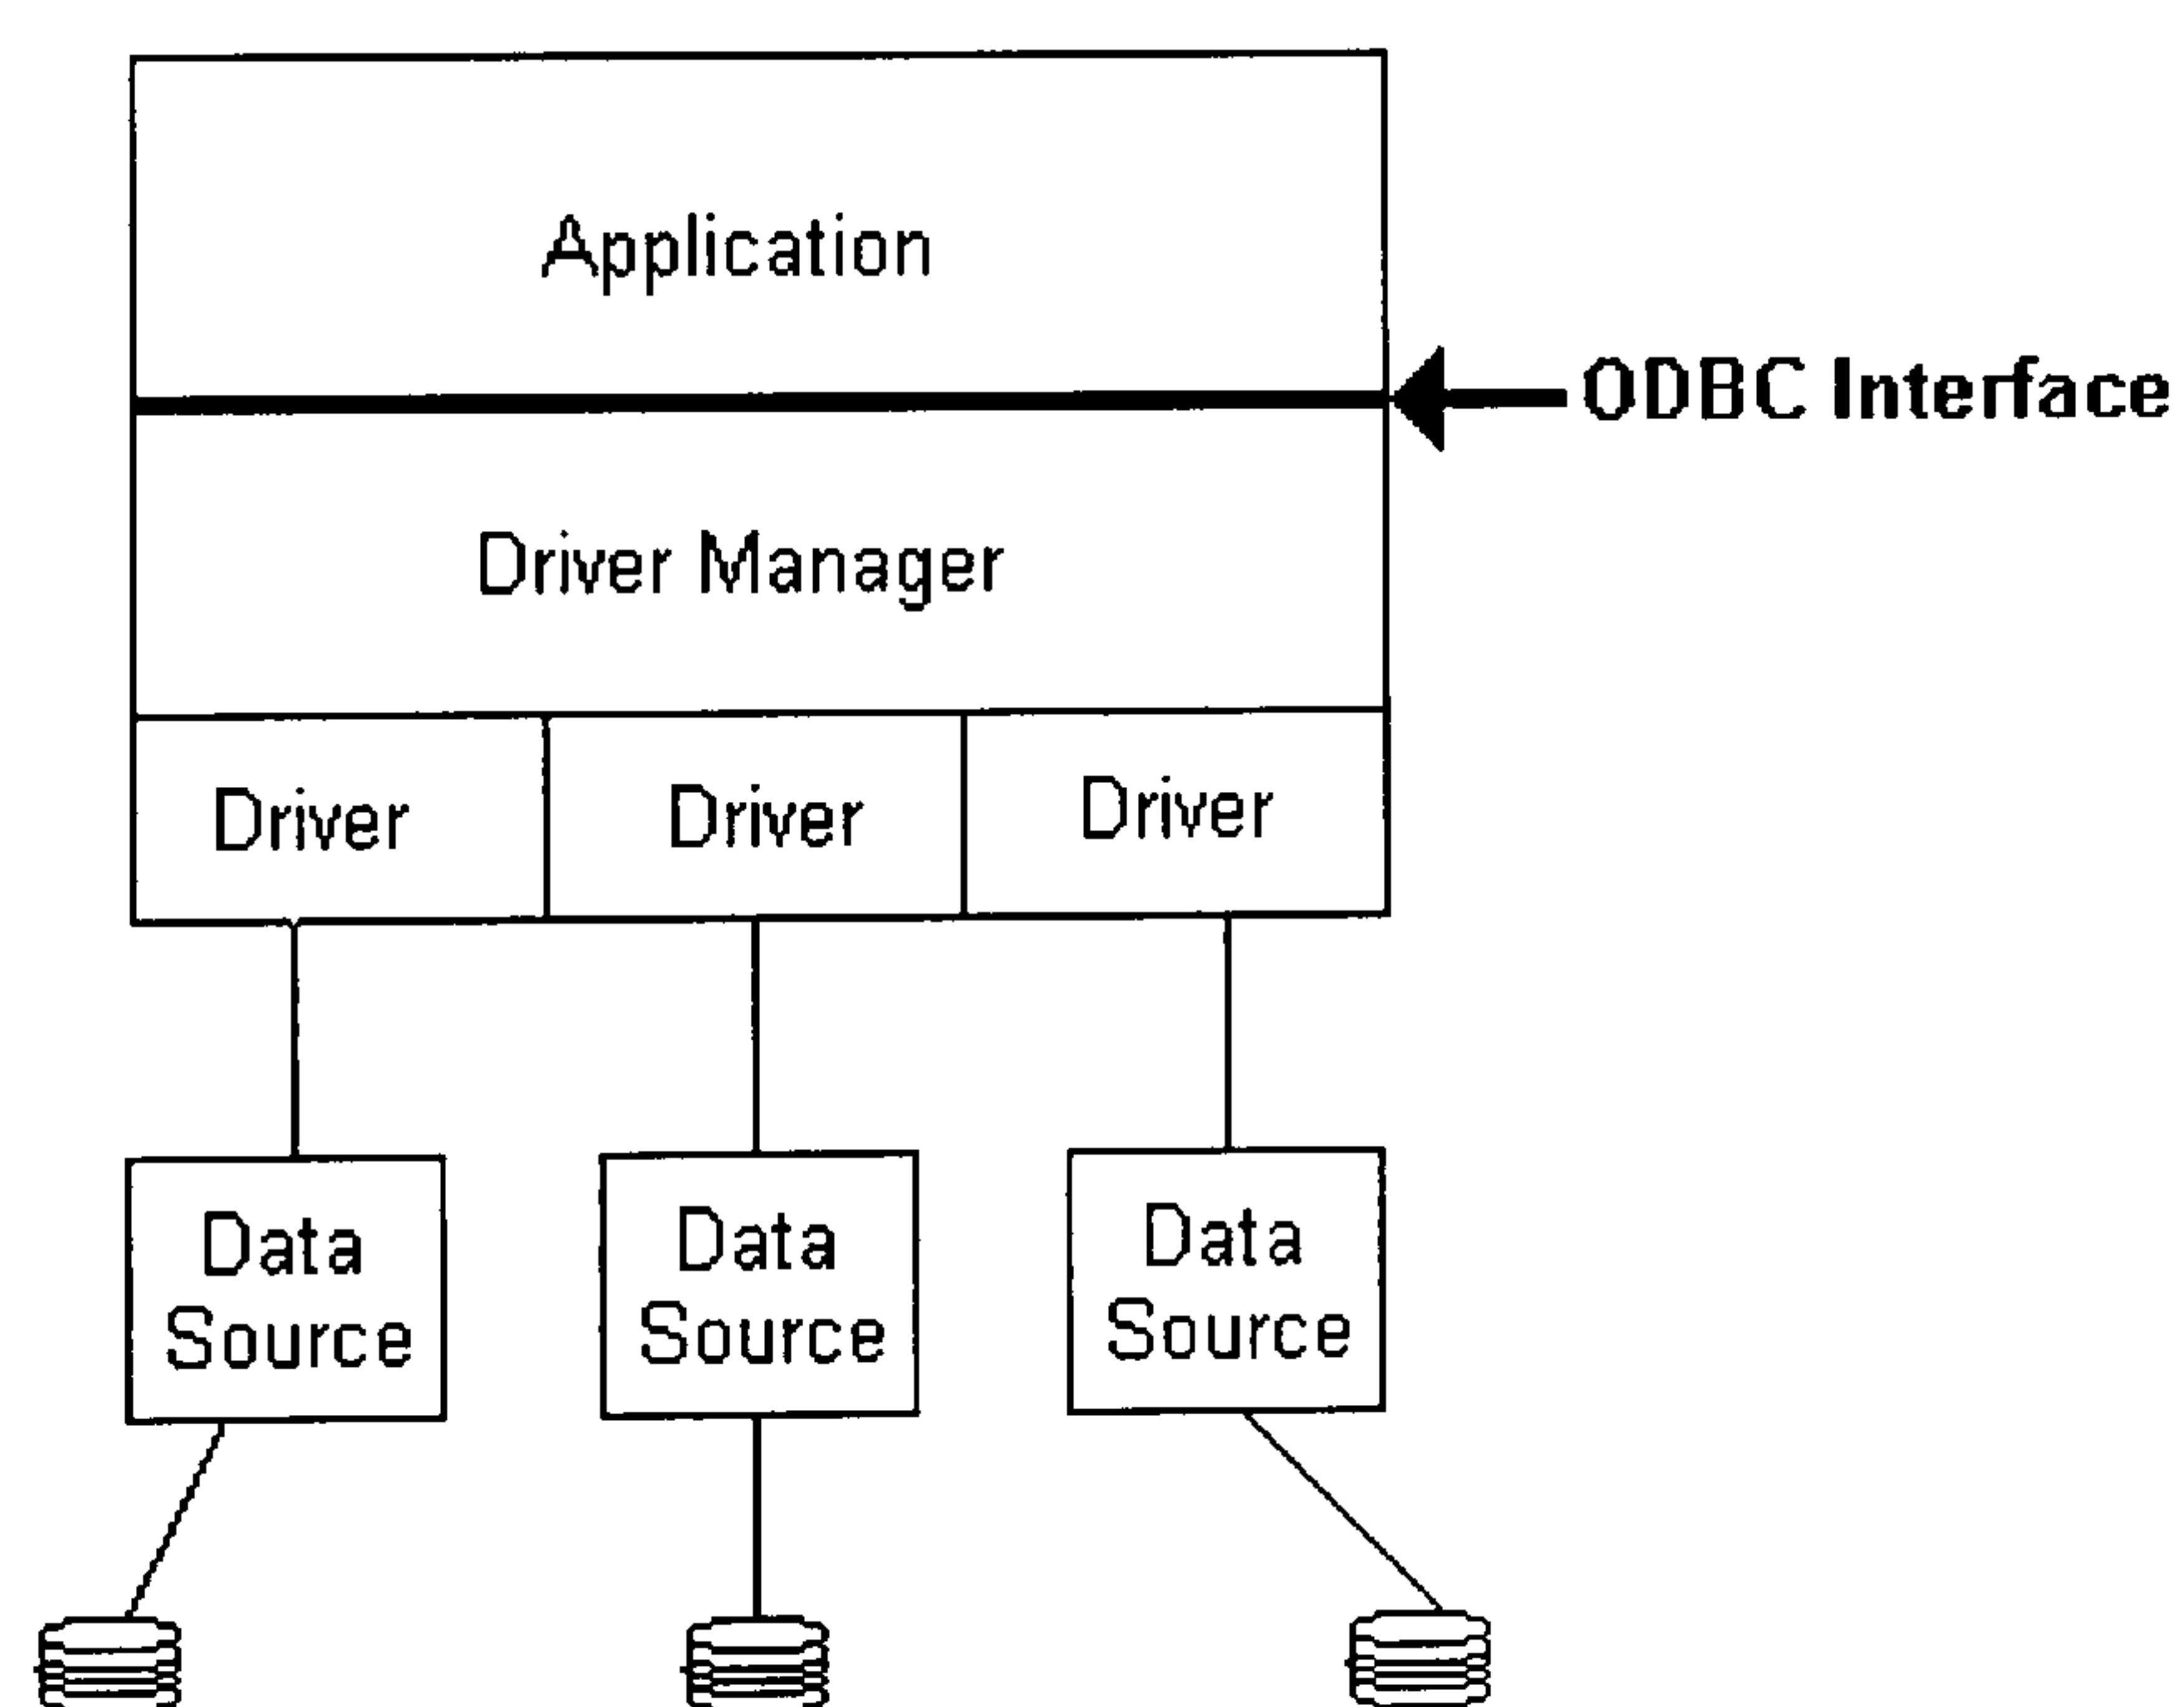 Application
ODBC Interface
Driver Manager
Driver
Driver
Driver
Data
Source
Data
Source
Data
Source